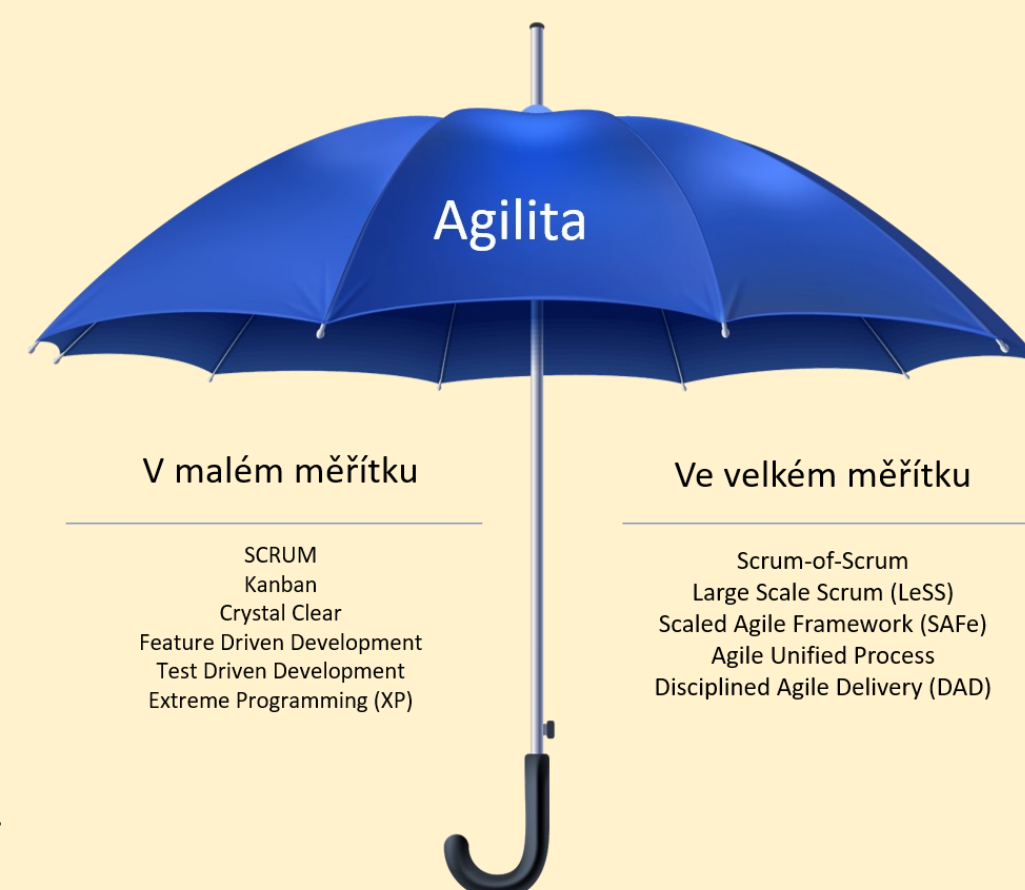 Agilita
V malém měřítku
SCRUM
Kanban
Crystal Clear
Feature Driven Development
Test Driven Development
Extreme Programming (XP)
Ve velkém měřítku
Scrum-of-Scrum
Large Scale Scrum (LeSS)
Scaled Agile Framework (SAFe)
Agile Unified Process
Disciplined Agile Delivery (DAD)